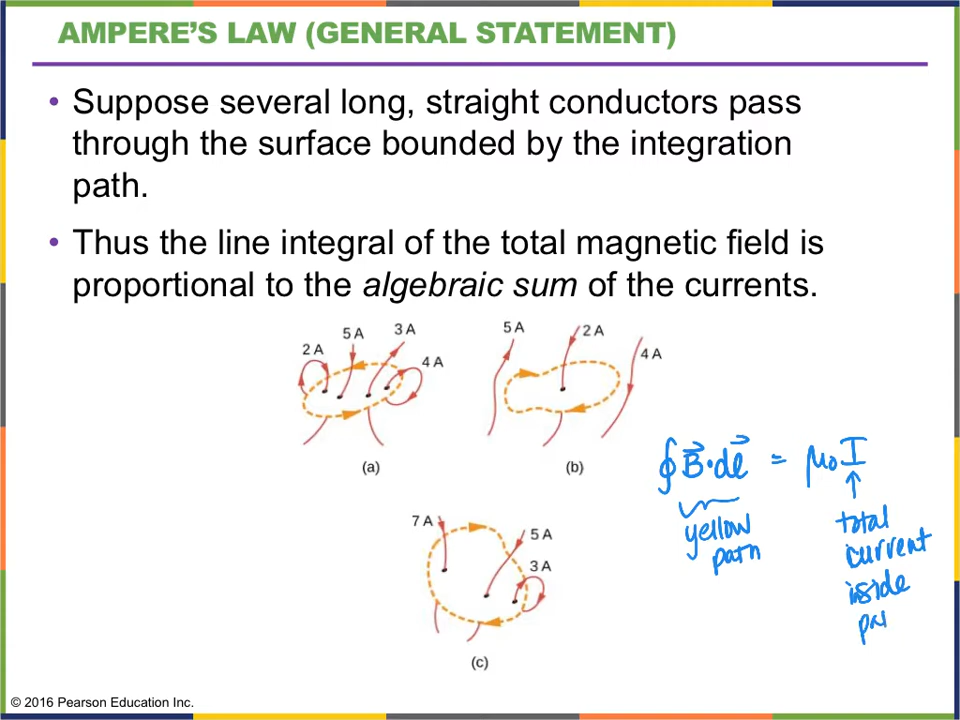 AMPERE'S LAW (GENERAL STATEMENT)
• Suppose several long, straight conductors pass
through the surface bounded by the integration
path.
• Thus the line integral of the total magnetic field is
proportional to the algebraic sum of the currents.
2 A
5 A
3 A
4 A
(a)
5 A
2 A
4 A
(b)
7 A
5 A
3 A
(c)
∮B⃗·dℓ⃗ = μ₀I
yellow
path
↑
total
current
inside
pa
© 2016 Pearson Education Inc.